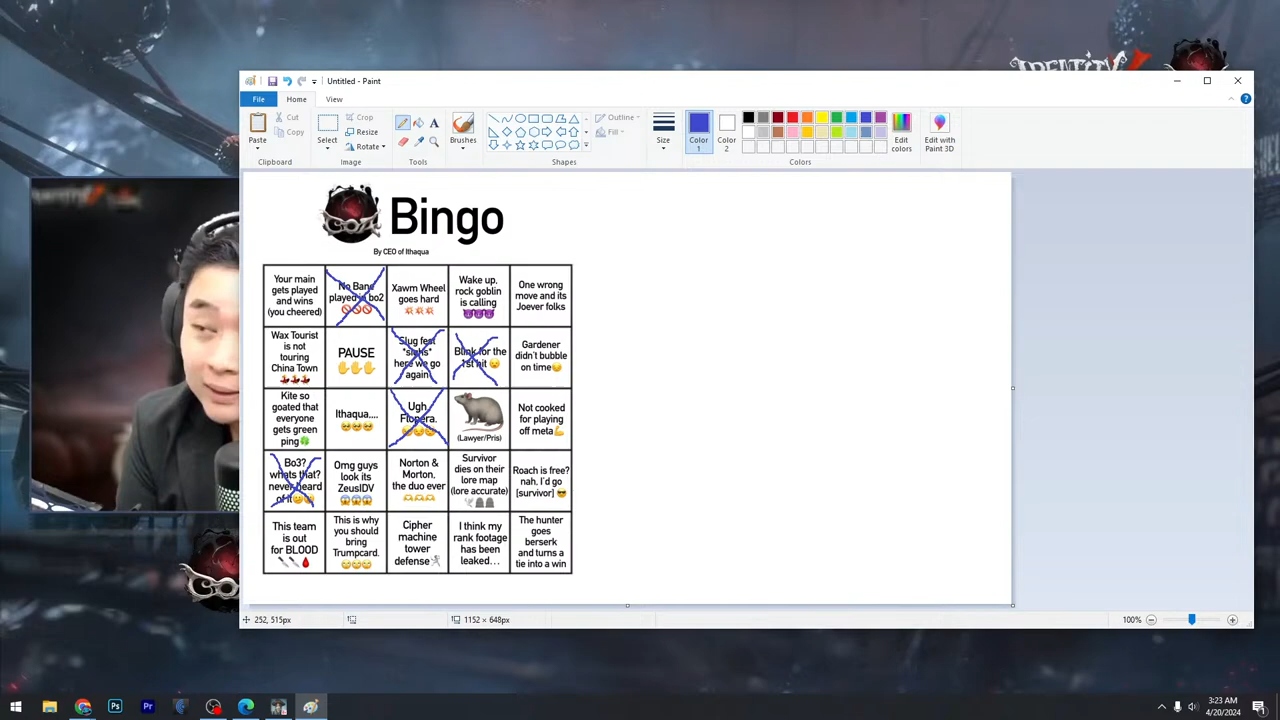 IDENTITY
Untitled - Paint
File
Home
View
Paste
Cut
Copy
Clipboard
Select
Crop
Resize
Rotate
Image
Tools
Brushes
Shapes
Outline
Fill
Size
Color 1
Color 2
Colors
Edit colors
Edit with Paint 3D
COA
Bingo
By CEO of Ithaqua
Your main
gets played
and wins
(you cheered)
No Bane
played in bo2
🚫🚫🚫
Xawm Wheel
goes hard
💥💥💥
Wake up,
rock goblin
is calling
😈😈😈
One wrong
move and its
Joever folks
Wax Tourist
is not
touring
China Town
💃💃💃
PAUSE
✋✋✋
Slug fest
*sighs*
here we go
again
Blink for the
1st hit 😥
Gardener
didn't bubble
on time😔
Kite so
goated that
everyone
gets green
ping🍀
Ithaqua....
🥹🥹🥹
Ugh,
Flopera.
(Lawyer/Pris)
Not cooked
for playing
off meta💪
Bo3?
whats that?
never heard
of it
Omg guys
look its
ZeusIDV
😱😱😱
Norton &
Morton,
the duo ever
🫶🫶🫶
Survivor
dies on their
lore map
(lore accurate)
🕊️🪦🪦
Roach is free?
nah, I'd go
[survivor] 😎
This team
is out
for BLOOD
🔪🔪🩸
This is why
you should
bring
Trumpcard.
Cipher
machine
tower
defense
I think my
rank footage
has been
leaked...
The hunter
goes
berserk
and turns a
tie into a win
COA
252, 515px
1152 × 648px
100%
3:23 AM
4/20/2024